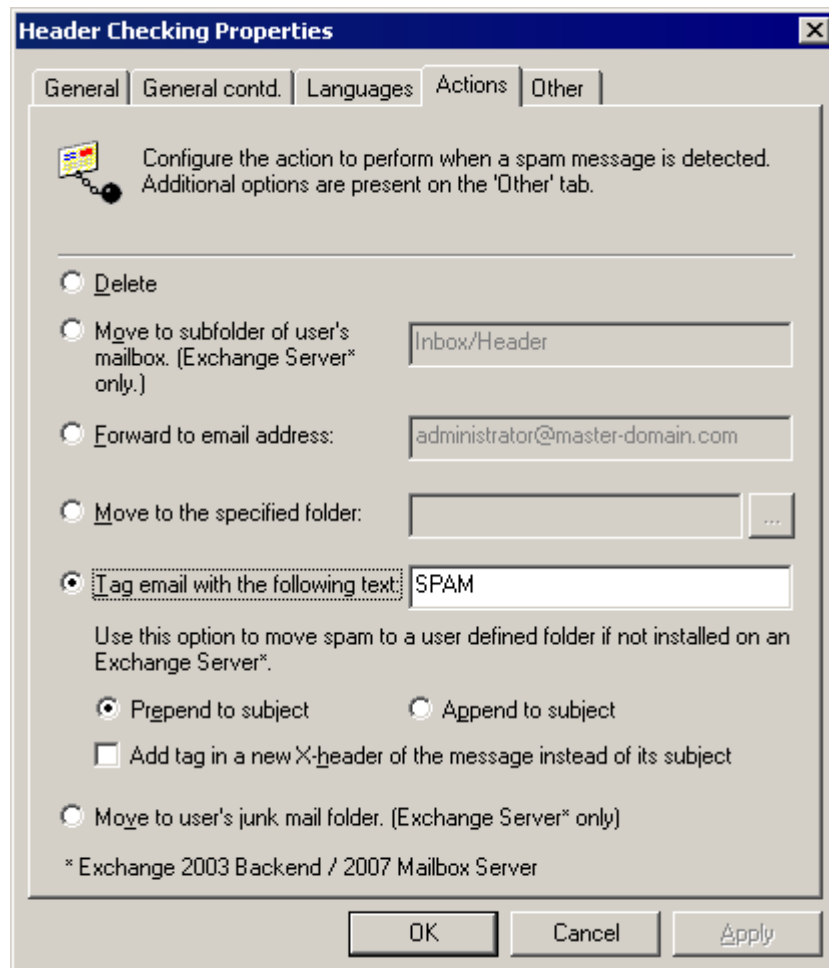 Header Checking Properties
General General contd. Languages Actions Other
Configure the action to perform when a spam message is detected.
Additional options are present on the 'Other' tab.
Delete
Move to subfolder of user's
mailbox. (Exchange Server*
only.)
Inbox/Header
Forward to email address:
administrator@master-domain.com
Move to the specified folder:
...
Tag email with the following text:
SPAM
Use this option to move spam to a user defined folder if not installed on an
Exchange Server*.
Prepend to subject
Append to subject
Add tag in a new X-header of the message instead of its subject
Move to user's junk mail folder. (Exchange Server* only)
* Exchange 2003 Backend / 2007 Mailbox Server
OK Cancel Apply